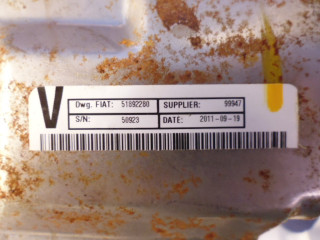 V
Dwg. FIAT: 51892280 SUPPLIER: 99947
S/N: 50923 DATE: 2011-09-19